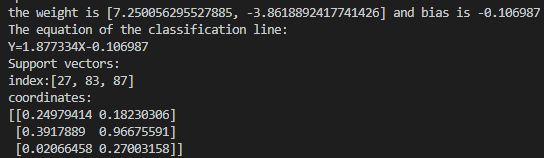 the weight is [7.250056295527885, -3.8618892417741426] and bias is -0.106987
The equation of the classification line:
Y=1.877334X-0.106987
Support vectors:
index:[27, 83, 87]
coordinates:
[[0.24979414 0.18230306]
 [0.3917889  0.96675591]
 [0.02066458 0.27003158]]